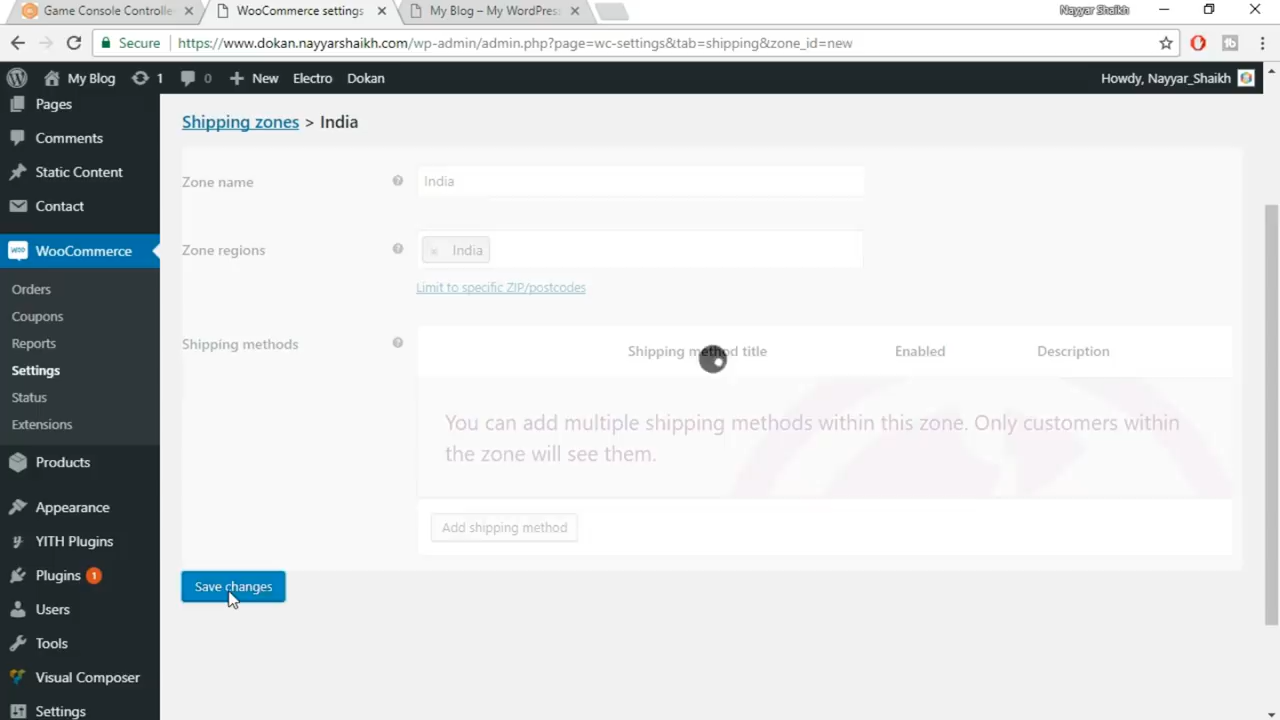 Game Console Controlle
WooCommerce settings
My Blog – My WordPres
Nayyar Shaikh
Secure
https://www.dokan.nayyarshaikh.com/wp-admin/admin.php?page=wc-settings&tab=shipping&zone_id=new
My Blog
1
0
New
Electro
Dokan
Howdy, Nayyar_Shaikh
Pages
Comments
Static Content
Contact
WooCommerce
Orders
Coupons
Reports
Settings
Status
Extensions
Products
Appearance
YITH Plugins
Plugins 1
Users
Tools
Visual Composer
Settings
Shipping zones > India
Zone name
India
Zone regions
× India
Limit to specific ZIP/postcodes
Shipping methods
Shipping method title
Enabled
Description
You can add multiple shipping methods within this zone. Only customers within
the zone will see them.
Add shipping method
Save changes